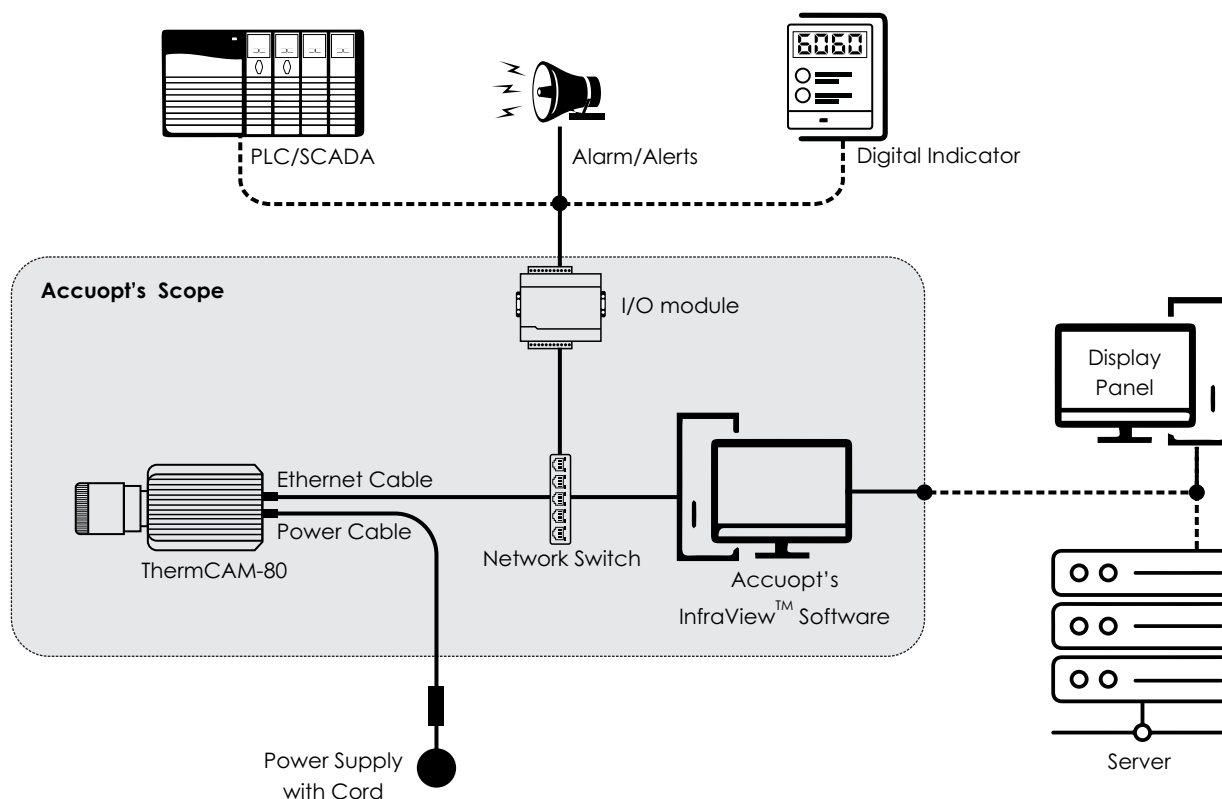 6060
PLC/SCADA
Alarm/Alerts
Digital Indicator
Accuopt's Scope
I/O module
Display
Panel
Ethernet Cable
Power Cable
ThermCAM-80
Network Switch
Accuopt's
InfraView™ Software
Power Supply
with Cord
Server